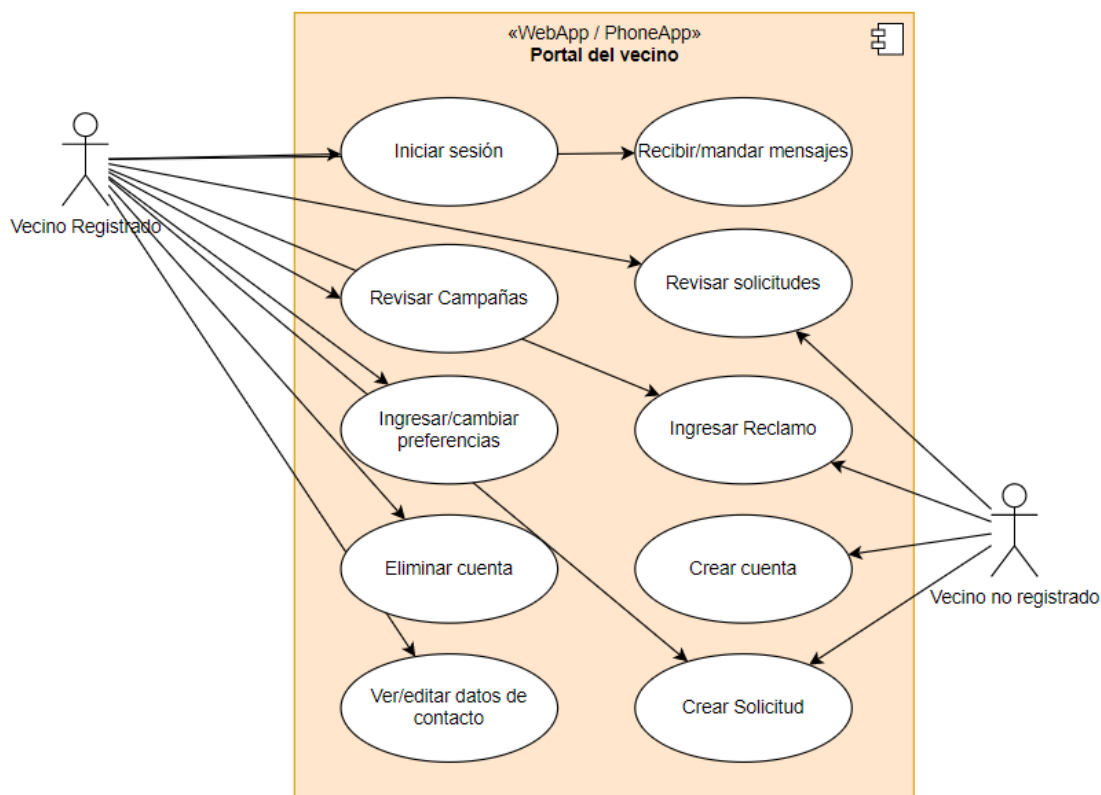 «WebApp / PhoneApp»
Portal del vecino
Iniciar sesión
Recibir/mandar mensajes
Vecino Registrado
Revisar Campañas
Revisar solicitudes
Ingresar/cambiar
preferencias
Ingresar Reclamo
Eliminar cuenta
Crear cuenta
Vecino no registrado
Ver/editar datos de
contacto
Crear Solicitud